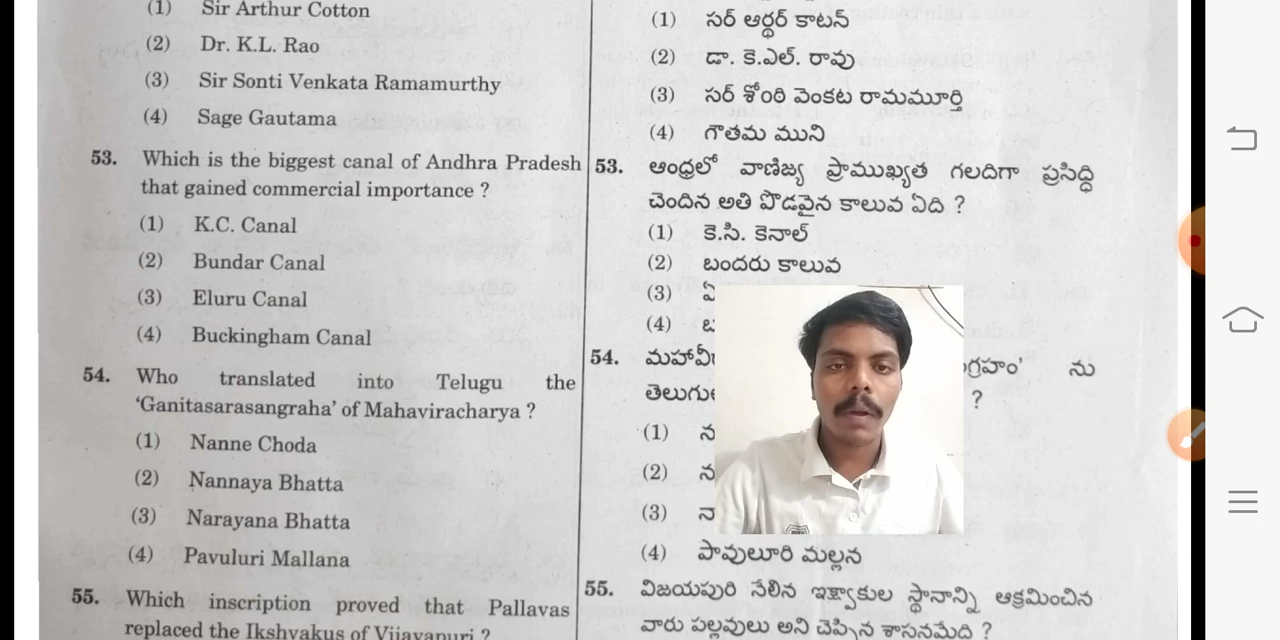 (1) Sir Arthur Cotton
(2) Dr. K.L. Rao
(3) Sir Sonti Venkata Ramamurthy
(4) Sage Gautama
53. Which is the biggest canal of Andhra Pradesh
that gained commercial importance ?
(1) K.C. Canal
(2) Bundar Canal
(3) Eluru Canal
(4) Buckingham Canal
54. Who translated into Telugu the
‘Ganitasarasangraha’ of Mahaviracharya ?
(1) Nanne Choda
(2) Nannaya Bhatta
(3) Narayana Bhatta
(4) Pavuluri Mallana
55. Which inscription proved that Pallavas
replaced the Ikshvakus of Vijayapuri ?
(1) సర్ ఆర్థర్ కాటన్
(2) డా. కె.ఎల్. రావు
(3) సర్ శోంఠి వెంకట రామమూర్తి
(4) గౌతమ ముని
53. ఆంధ్రలో వాణిజ్య ప్రాముఖ్యత గలదిగా ప్రసిద్ధి
చెందిన అతి పొడవైన కాలువ ఏది ?
(1) కె.సి. కెనాల్
(2) బందరు కాలువ
(3)
(4)
54. ను
?
(1)
(2)
(3)
(4) పావులూరి మల్లన
55. విజయపురి నేలిన ఇక్ష్వాకుల స్థానాన్ని ఆక్రమించిన
వారు పల్లవులు అని చెప్పిన శాసనమేది ?